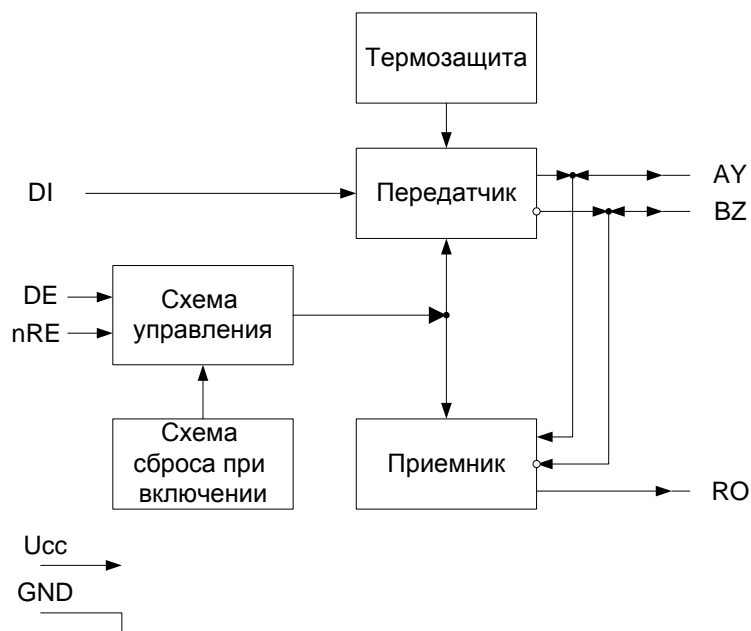 Термозащита
Передатчик
AY
BZ
DI
DE
nRE
Схема
управления
Схема
сброса при
включении
Приемник
RO
Ucc
GND